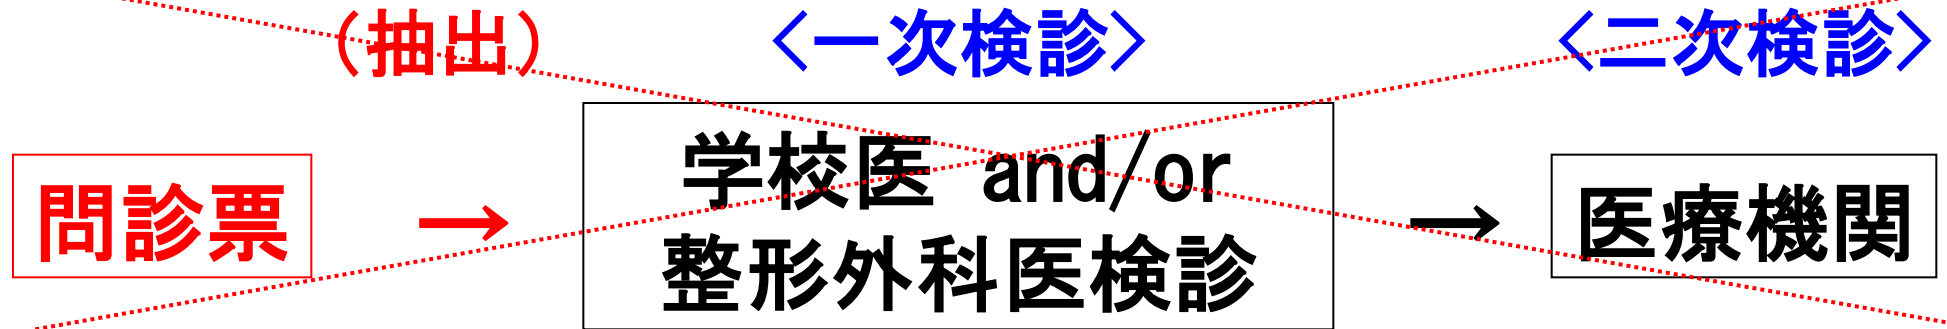 （抽出）
＜一次検診＞
＜二次検診＞
問診票
→
学校医 and/or
整形外科医検診
→
医療機関